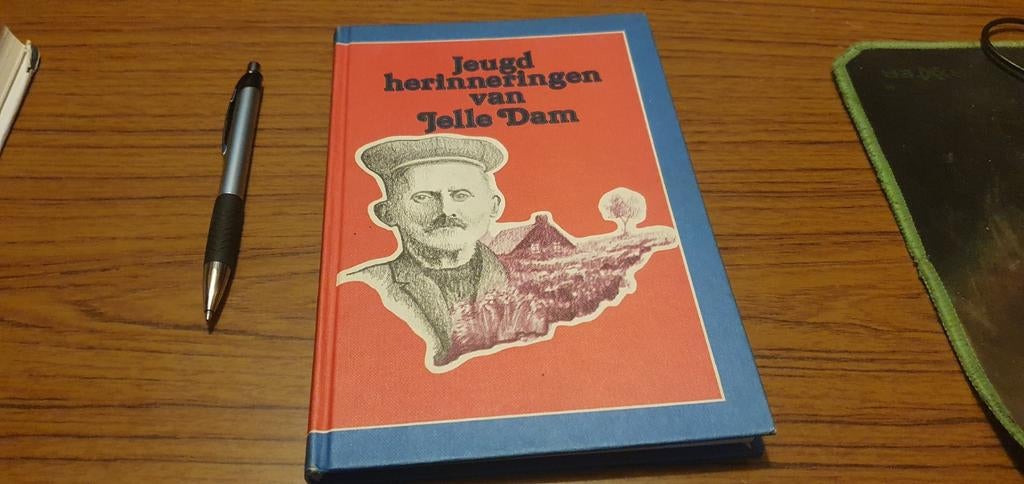 Jeugd
herinneringen
van
Jelle Dam